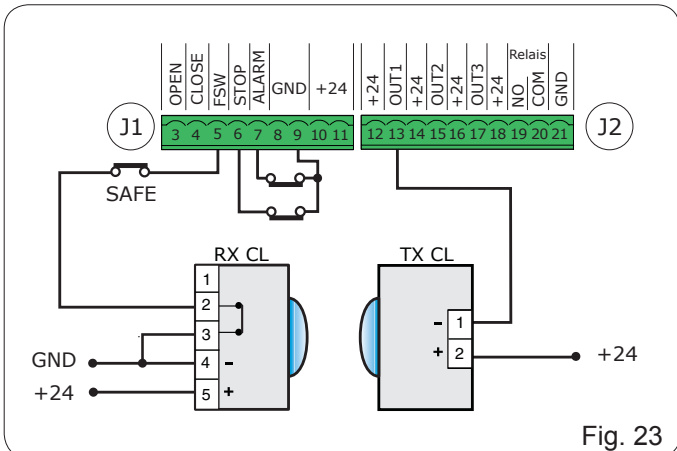 Relais
OPEN CLOSE FSW STOP ALARM GND +24 +24 OUT1 +24 OUT2 +24 OUT3 +24 NO COM GND
J1 3 4 5 6 7 8 9 10 11 12 13 14 15 16 17 18 19 20 21 J2
SAFE
RX CL TX CL
1
2 - 1
3 + 2 +24
GND 4 -
+24 5 +
Fig. 23